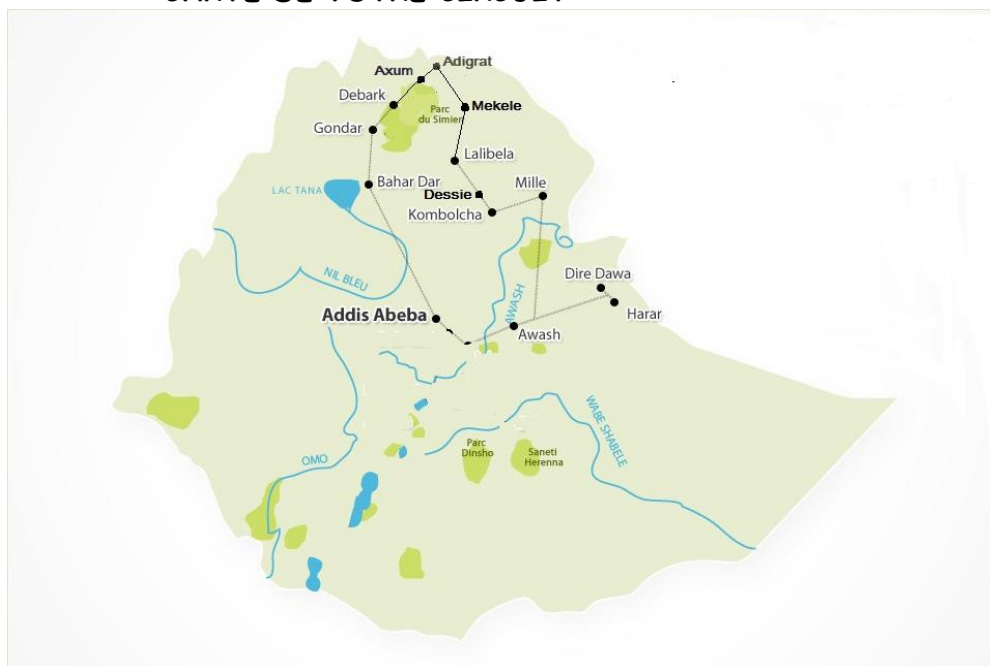 Adigrat
Axum
Debark
Parc
du Simien
Mekele
Gondar
Lalibela
LAC TANA
Bahar Dar
Dessie
Mille
Kombolcha
NIL BLEU
Dire Dawa
AWASH
Addis Abeba
Harar
Awash
WABE SHABELE
Parc
Dinsho
Saneti
Herenna
OMO